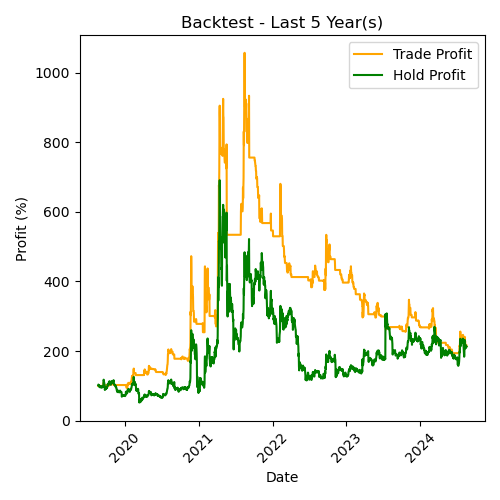 Backtest - Last 5 Year(s)
Trade Profit
Hold Profit
Profit (%)
1000
800
600
400
200
0
2020
2021
2022
2023
2024
Date